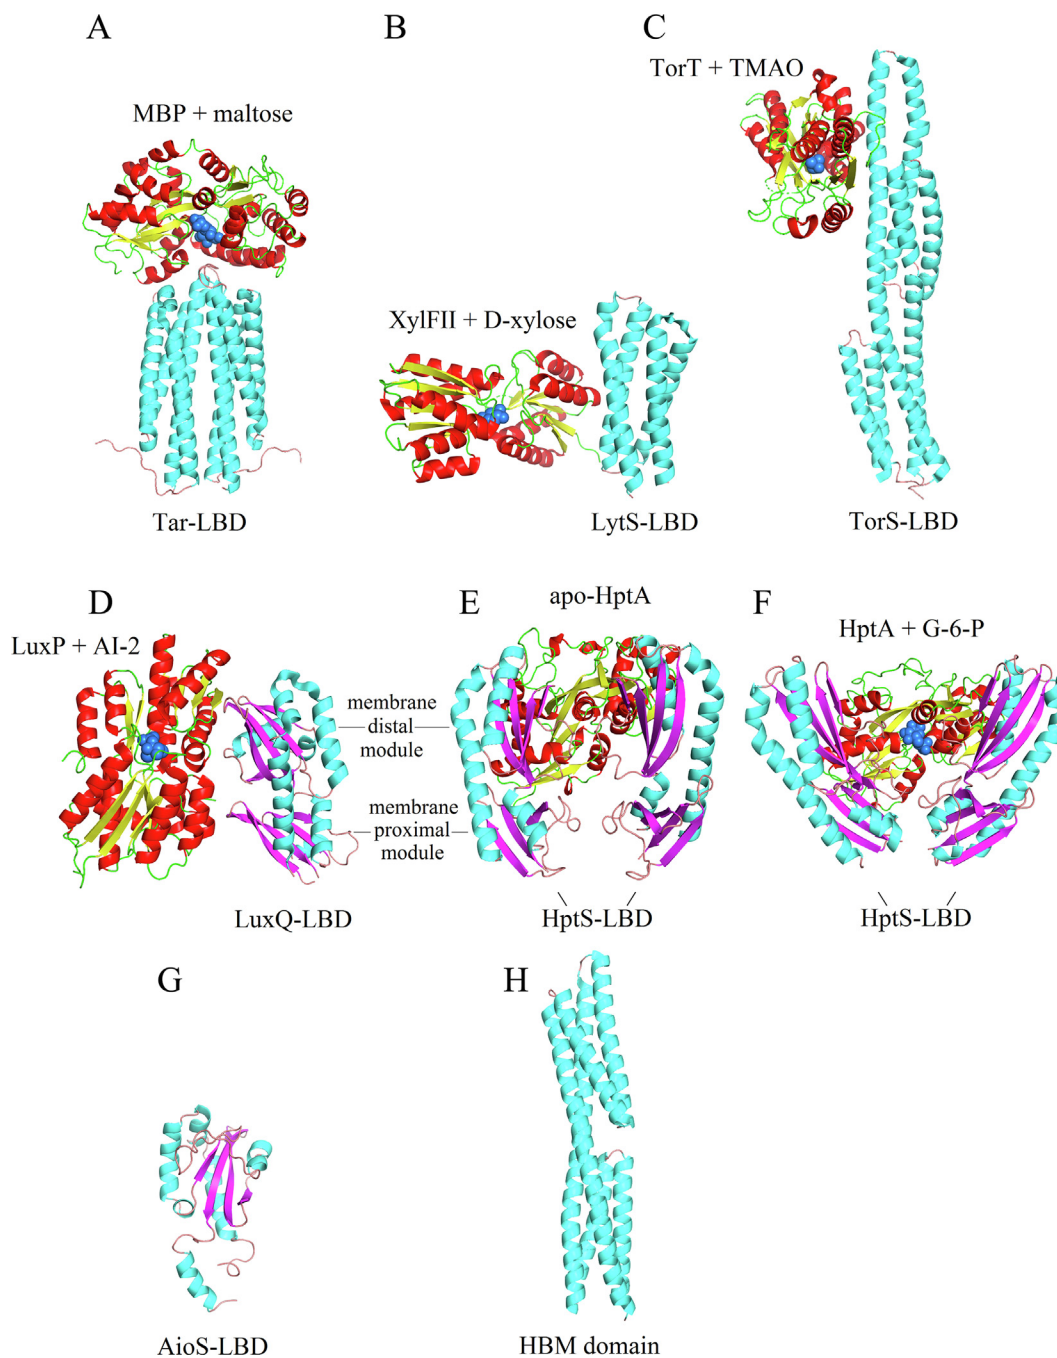 A
B
C
MBP + maltose
TorT + TMAO
XylFII + D-xylose
Tar-LBD
LytS-LBD
TorS-LBD
D
E
F
apo-HptA
LuxP + AI-2
HptA + G-6-P
membrane
distal
module
membrane
proximal
module
LuxQ-LBD
HptS-LBD
HptS-LBD
G
H
AioS-LBD
HBM domain